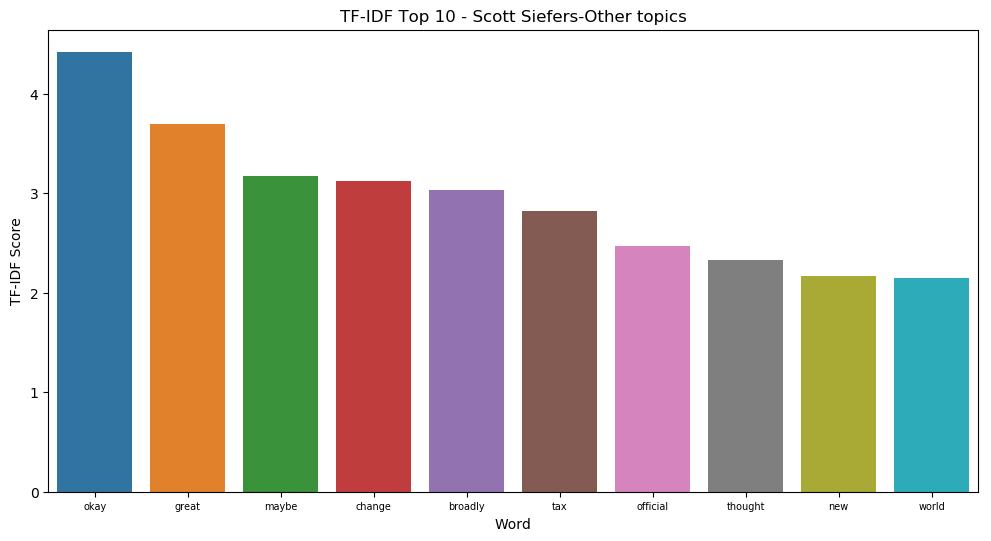 TF-IDF Top 10 - Scott Siefers-Other topics
TF-IDF Score
4
3
2
1
0
okay great maybe change broadly tax official thought new world
Word